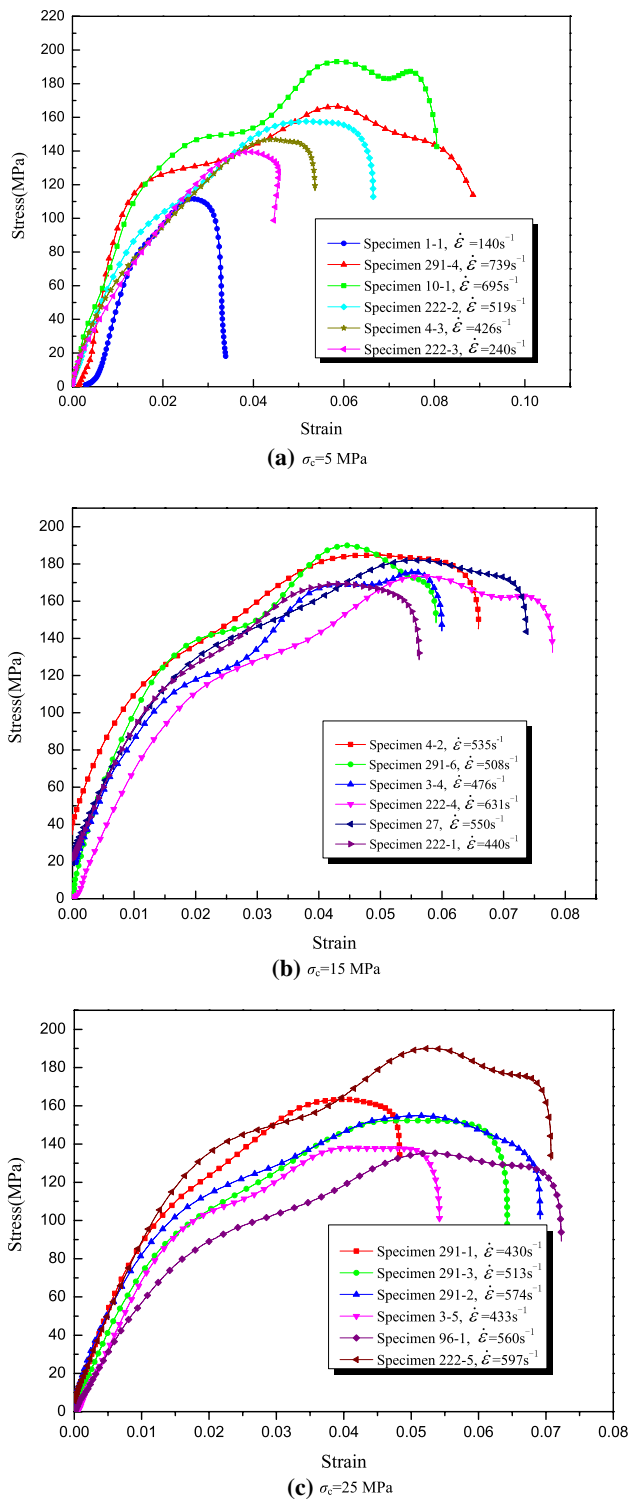 220
200
180
160
140
120
100
80
60
40
20
0
Stress(MPa)
Specimen 1-1, ε̇ =140s⁻¹
Specimen 291-4, ε̇ =739s⁻¹
Specimen 10-1, ε̇ =695s⁻¹
Specimen 222-2, ε̇ =519s⁻¹
Specimen 4-3, ε̇ =426s⁻¹
Specimen 222-3, ε̇ =240s⁻¹
0.00 0.02 0.04 0.06 0.08 0.10
Strain
(a) σc=5 MPa
200
180
160
140
120
100
80
60
40
20
0
Stress(MPa)
Specimen 4-2, ε̇ =535s⁻¹
Specimen 291-6, ε̇ =508s⁻¹
Specimen 3-4, ε̇ =476s⁻¹
Specimen 222-4, ε̇ =631s⁻¹
Specimen 27, ε̇ =550s⁻¹
Specimen 222-1, ε̇ =440s⁻¹
0.00 0.01 0.02 0.03 0.04 0.05 0.06 0.07 0.08
Strain
(b) σc=15 MPa
200
180
160
140
120
100
80
60
40
20
0
Stress(MPa)
Specimen 291-1, ε̇ =430s⁻¹
Specimen 291-3, ε̇ =513s⁻¹
Specimen 291-2, ε̇ =574s⁻¹
Specimen 3-5, ε̇ =433s⁻¹
Specimen 96-1, ε̇ =560s⁻¹
Specimen 222-5, ε̇ =597s⁻¹
0.00 0.01 0.02 0.03 0.04 0.05 0.06 0.07 0.08
Strain
(c) σc=25 MPa